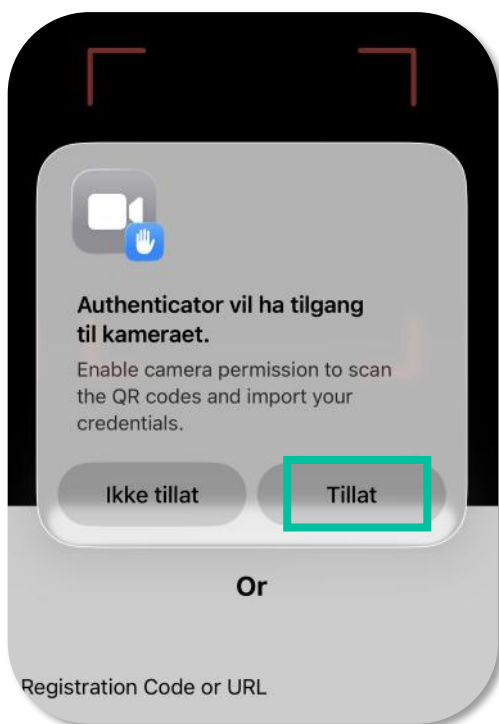 Authenticator vil ha tilgang
til kameraet.
Enable camera permission to scan
the QR codes and import your
credentials.
Ikke tillat
Tillat
Or
Registration Code or URL